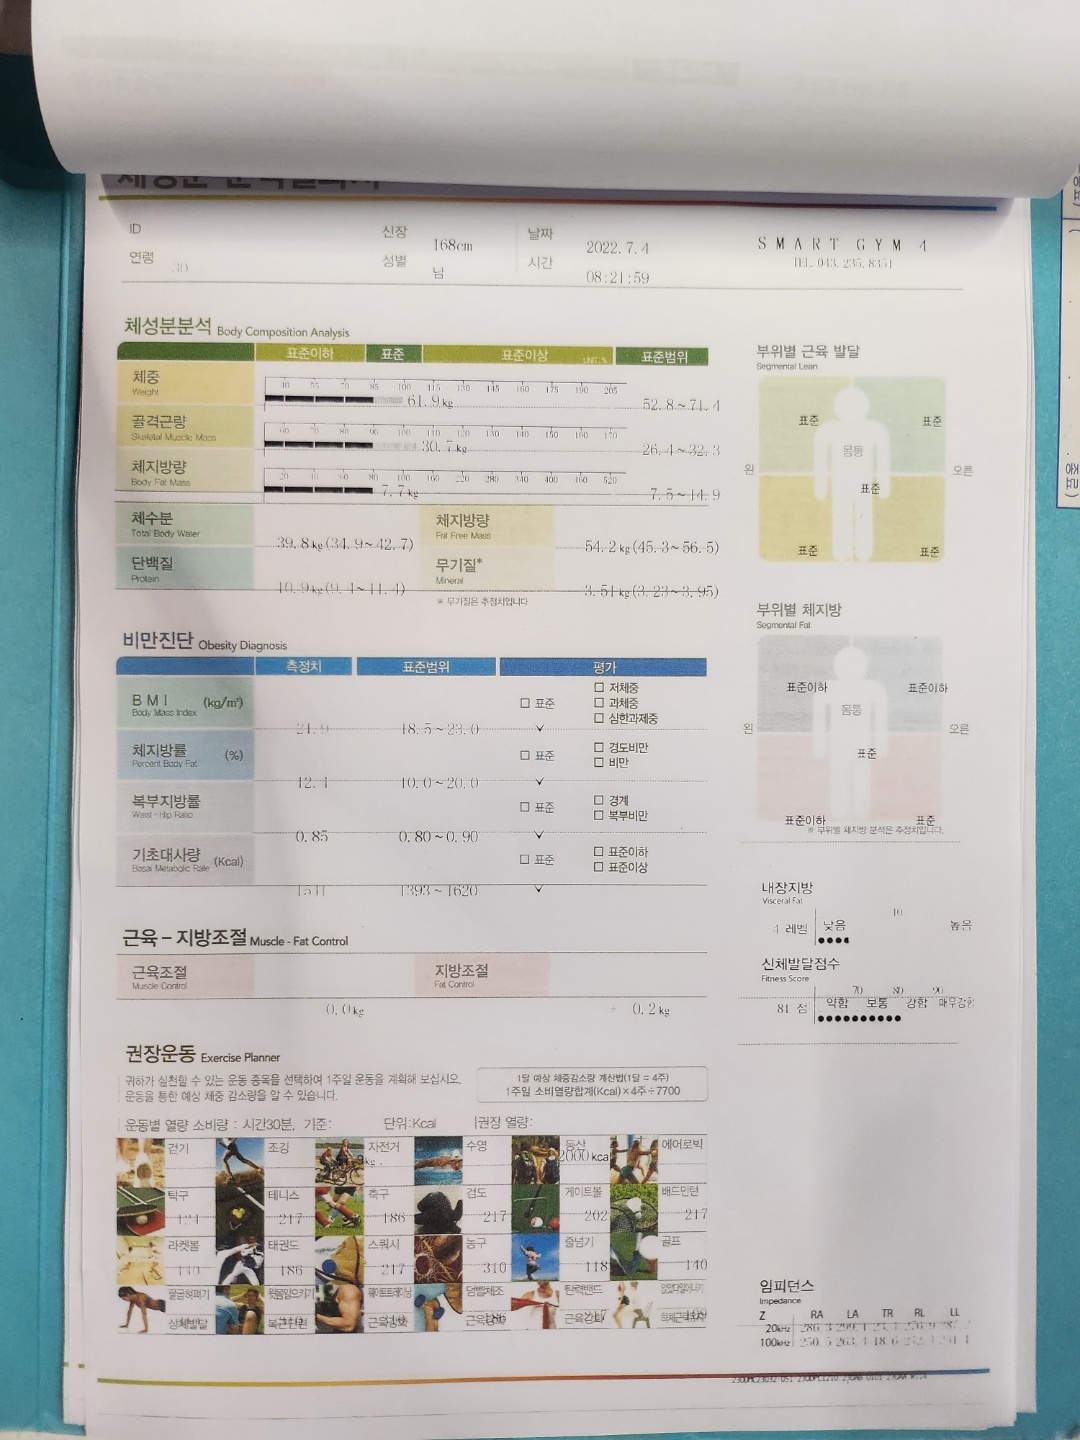 ID
신장 168cm
날짜 2022. 7. 4
SMART GYM 4
연령 30
성별 남
시간 08:21:59
TEL. 043. 235. 8351
체성분분석 Body Composition Analysis
표준이하 표준 표준이상 UNIT: % 표준범위
체중 Weight
40 55 70 85 100 115 130 145 160 175 190 205
61.9kg 52.8~71.4
골격근량 Skeletal Muscle Mass
60 70 80 90 100 110 120 130 140 150 160 170
30.7kg 26.4~32.3
체지방량 Body Fat Mass
20 40 60 80 100 160 220 280 340 400 460 520
7.7kg 7.5~14.9
체수분 Total Body Water
39.8kg(34.9~42.7)
체지방량 Fat Free Mass
54.2kg(45.3~56.5)
단백질 Protein
10.9kg(9.4~11.4)
무기질* Mineral
3.51kg(3.23~3.95)
※ 무기질은 추정치입니다
부위별 근육 발달
Segmental Lean
표준 표준
몸통
왼 오른
표준
표준 표준
비만진단 Obesity Diagnosis
측정치 표준범위 평가
BMI (kg/㎡)
Body Mass Index
21.9 18.5~23.0
□ 표준
□ 저체중
□ 과체중
□ 심한과체중
체지방률 (%)
Percent Body Fat
12.4 10.0~20.0
□ 표준
□ 경도비만
□ 비만
복부지방률
Waist-Hip Ratio
0.85 0.80~0.90
□ 표준
□ 경계
□ 복부비만
기초대사량 (Kcal)
Basal Metabolic Rate
1541 1393~1620
□ 표준
□ 표준이하
□ 표준이상
부위별 체지방
Segmental Fat
표준이하 표준이하
몸통
왼 오른
표준
표준이하 표준
※ 부위별 체지방 분석은 추정치입니다.
내장지방
Visceral Fat
10
4 레벨 낮음 높음
신체발달점수
Fitness Score
70 80 90
81 점 약함 보통 강함 매우강함
근육-지방조절 Muscle - Fat Control
근육조절 Muscle Control
0.0kg
지방조절 Fat Control
+ 0.2kg
권장운동 Exercise Planner
귀하가 실천할 수 있는 운동 종목을 선택하여 1주일 운동을 계획해 보십시오.
운동을 통한 예상 체중 감소량을 알 수 있습니다.
1달 예상 체중감소량 계산법(1달 = 4주)
1주일 소비열량합계(Kcal)×4주÷7700
운동별 열량 소비량 : 시간30분, 기준: 단위:Kcal 권장 열량:
걷기 조깅 자전거 수영 등산 에어로빅
2000 kcal
탁구 테니스 축구 검도 게이트볼 배드민턴
217 186 217 202 217
라켓볼 태권도 스쿼시 농구 줄넘기 골프
186 217 310 118 140
팔굽혀펴기 윗몸일으키기 웨이트트레이닝 덤벨체조 탄력밴드
상체발달 복근단련 근육강화 근육강화 근육강화
임피던스
Impedance
Z RA LA TR RL LL
20kHz
100kHz 250.5 263.4 18.6